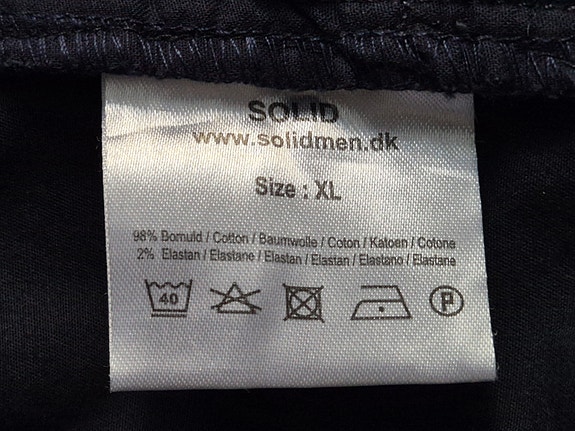 SOLID
www.solidmen.dk
Size : XL
98% Bomuld / Cotton / Baumwolle / Coton / Katoen / Cotone
2% Elastan / Elastane / Elastan / Elastan / Elastano / Elastane
40 P